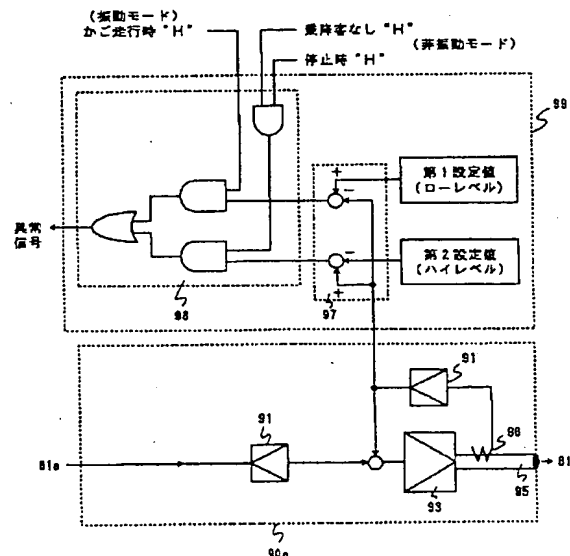 (振動モード)
かご走行時 "H"
乗降客なし "H"
(非振動モード)
停止時 "H"
99
第1設定値
(ローレベル)
+
-
異常
信号
第2設定値
(ハイレベル)
-
+
98
97
91
91
96
81a
81
93
95
90a